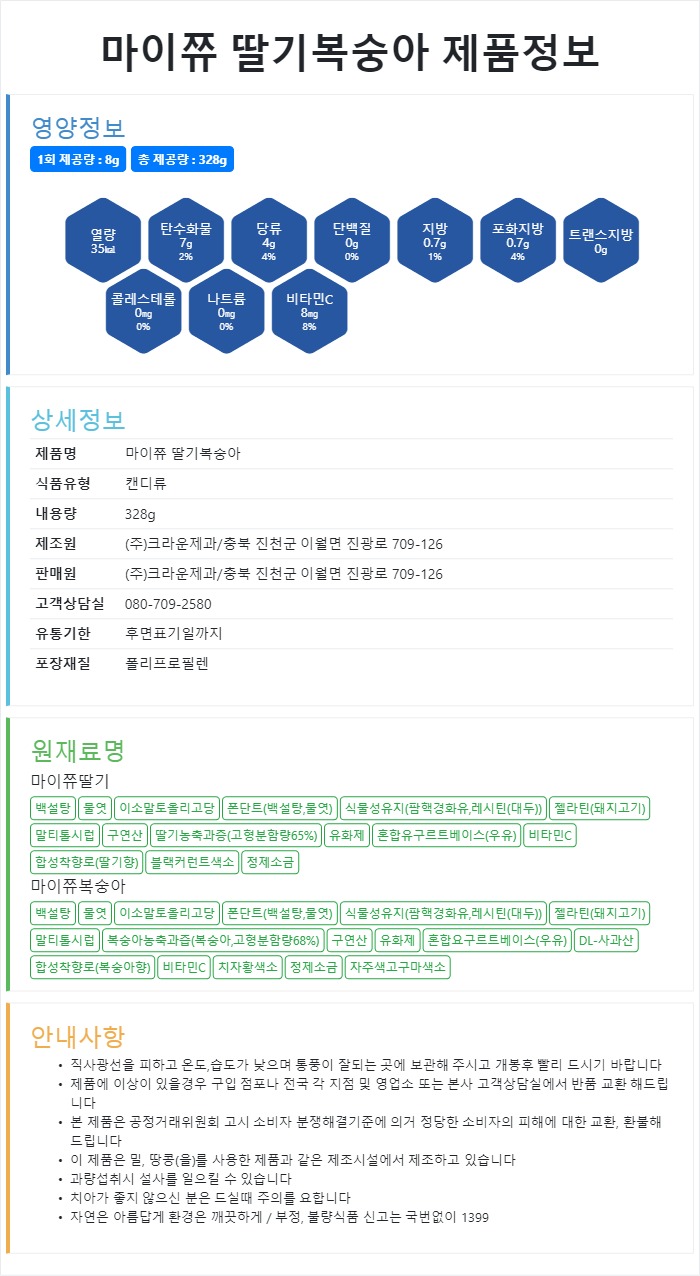 마이쮸 딸기복숭아 제품정보
영양정보
1회 제공량 : 8g 총 제공량 : 328g
열량 35㎉
탄수화물 7g 2%
당류 4g 4%
단백질 0g 0%
지방 0.7g 1%
포화지방 0.7g 4%
트랜스지방 0g
콜레스테롤 0㎎ 0%
나트륨 0㎎ 0%
비타민C 8㎎ 8%
상세정보
제품명 마이쮸 딸기복숭아
식품유형 캔디류
내용량 328g
제조원 (주)크라운제과/충북 진천군 이월면 진광로 709-126
판매원 (주)크라운제과/충북 진천군 이월면 진광로 709-126
고객상담실 080-709-2580
유통기한 후면표기일까지
포장재질 폴리프로필렌
원재료명
마이쮸딸기
백설탕 물엿 이소말토올리고당 폰단트(백설탕,물엿) 식물성유지(팜핵경화유,레시틴(대두)) 젤라틴(돼지고기)
말티톨시럽 구연산 딸기농축과즙(고형분함량65%) 유화제 혼합유구르트베이스(우유) 비타민C
합성착향로(딸기향) 블랙커런트색소 정제소금
마이쮸복숭아
백설탕 물엿 이소말토올리고당 폰단트(백설탕,물엿) 식물성유지(팜핵경화유,레시틴(대두)) 젤라틴(돼지고기)
말티톨시럽 복숭아농축과즙(복숭아,고형분함량68%) 구연산 유화제 혼합요구르트베이스(우유) DL-사과산
합성착향로(복숭아향) 비타민C 치자황색소 정제소금 자주색고구마색소
안내사항
• 직사광선을 피하고 온도,습도가 낮으며 통풍이 잘되는 곳에 보관해 주시고 개봉후 빨리 드시기 바랍니다
• 제품에 이상이 있을경우 구입 점포나 전국 각 지점 및 영업소 또는 본사 고객상담실에서 반품 교환 해드립
니다
• 본 제품은 공정거래위원회 고시 소비자 분쟁해결기준에 의거 정당한 소비자의 피해에 대한 교환, 환불해
드립니다
• 이 제품은 밀, 땅콩(을)를 사용한 제품과 같은 제조시설에서 제조하고 있습니다
• 과량섭취시 설사를 일으킬 수 있습니다
• 치아가 좋지 않으신 분은 드실때 주의를 요합니다
• 자연은 아름답게 환경은 깨끗하게 / 부정, 불량식품 신고는 국번없이 1399